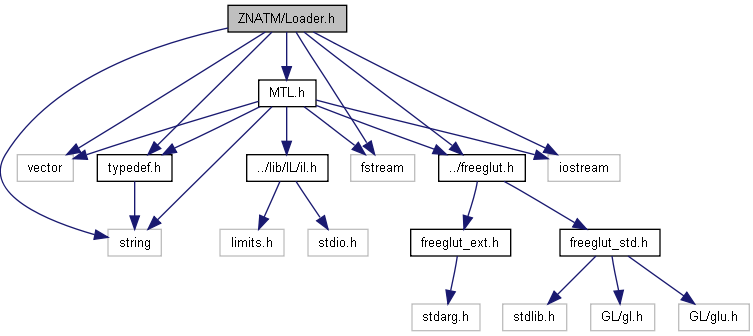 ZNATM/Loader.h
MTL.h
vector
typedef.h
../lib/IL/il.h
fstream
../freeglut.h
iostream
string
limits.h
stdio.h
freeglut_ext.h
freeglut_std.h
stdarg.h
stdlib.h
GL/gl.h
GL/glu.h